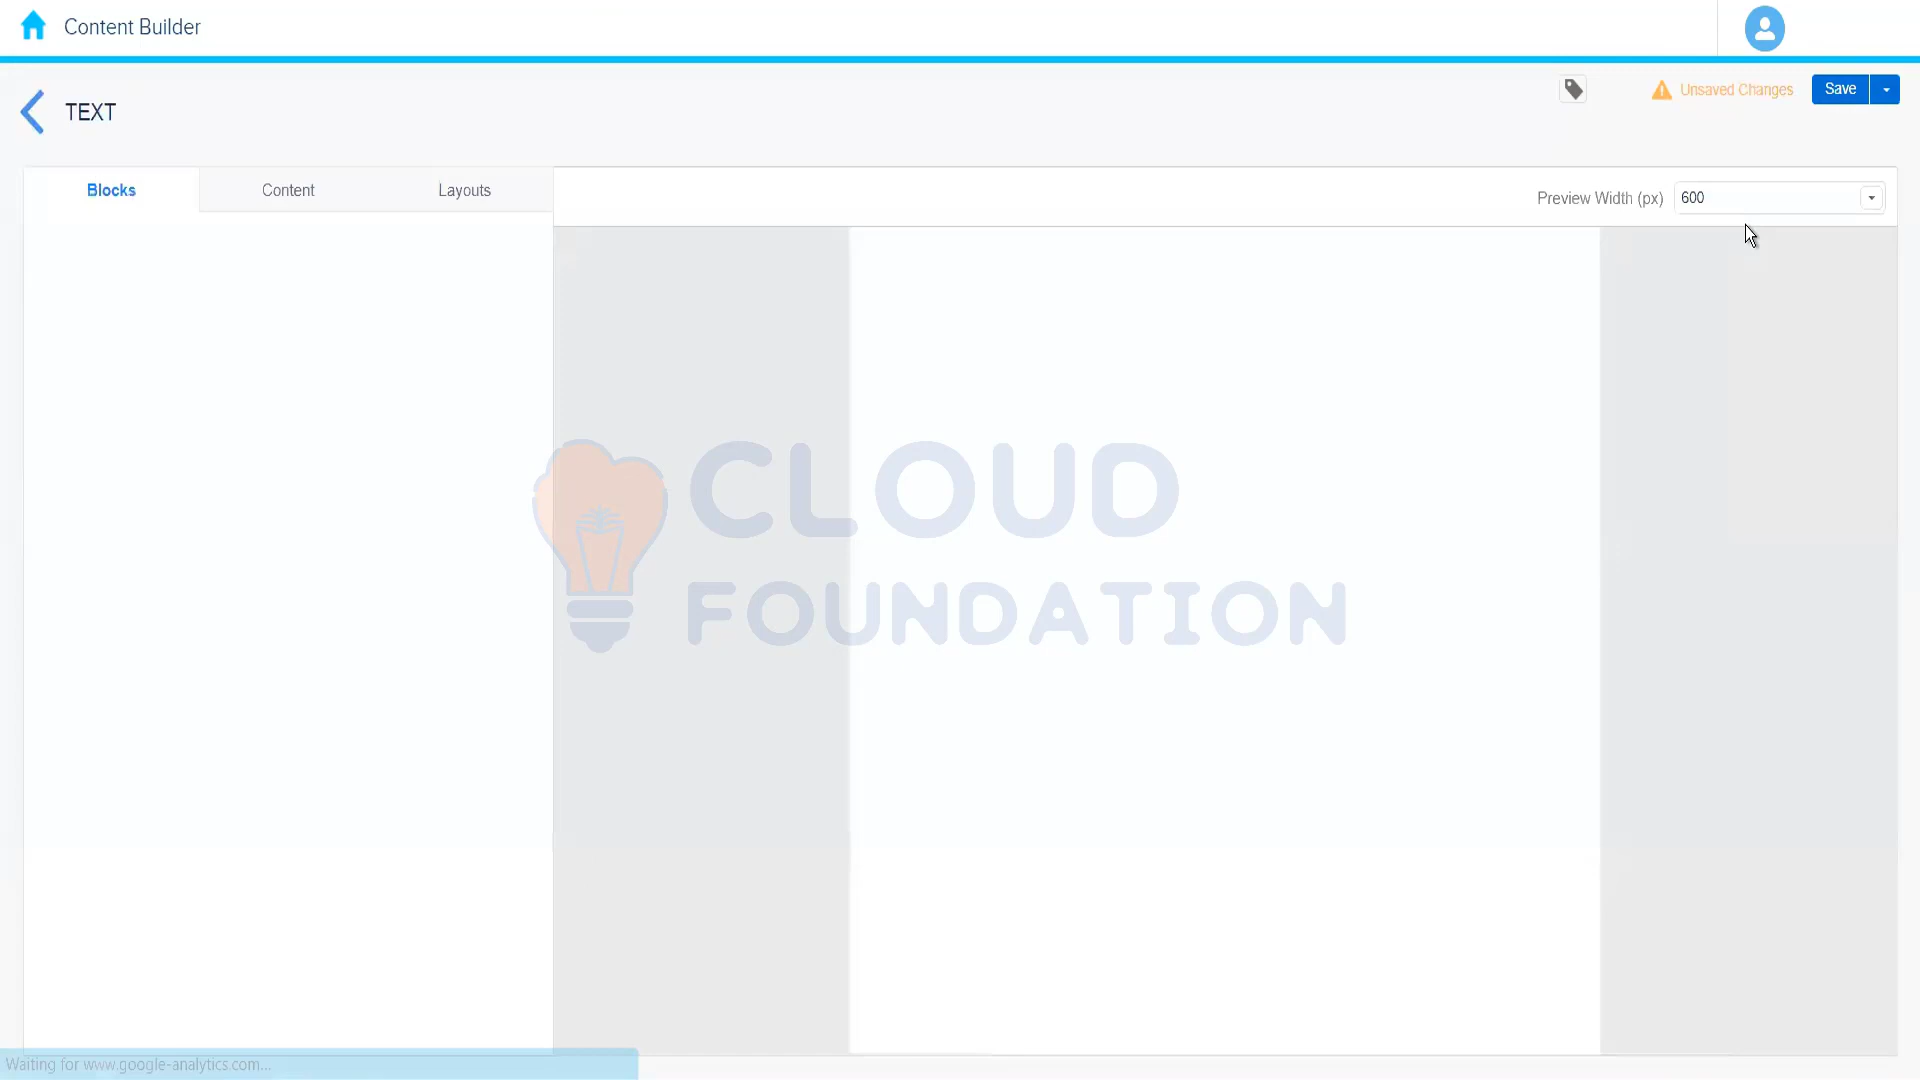 Content Builder
TEXT
Unsaved Changes
Save
Blocks
Content
Layouts
Preview Width (px)
600
CLOUD
FOUNDATION
Waiting for www.google-analytics.com...